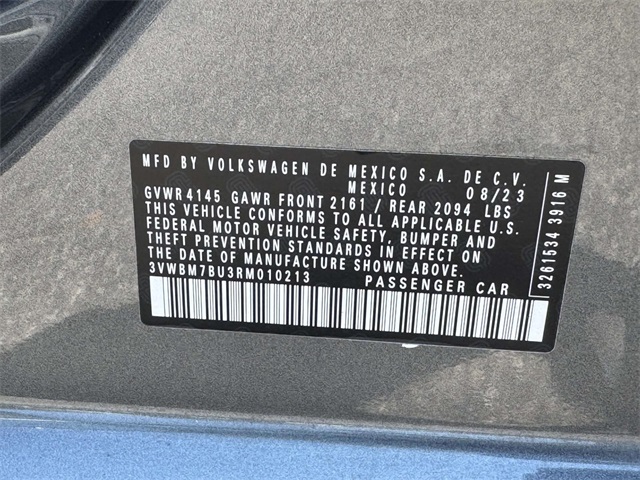 MFD BY VOLKSWAGEN DE MEXICO S.A. DE C.V.
MEXICO 08/23
GVWR 4145 GAWR FRONT 2161 / REAR 2094 LBS
THIS VEHICLE CONFORMS TO ALL APPLICABLE U.S.
FEDERAL MOTOR VEHICLE SAFETY, BUMPER AND
THEFT PREVENTION STANDARDS IN EFFECT ON
THE DATE OF MANUFACTURE SHOWN ABOVE.
3VWBM7BU3RM010213 PASSENGER CAR
3261534 3916 M